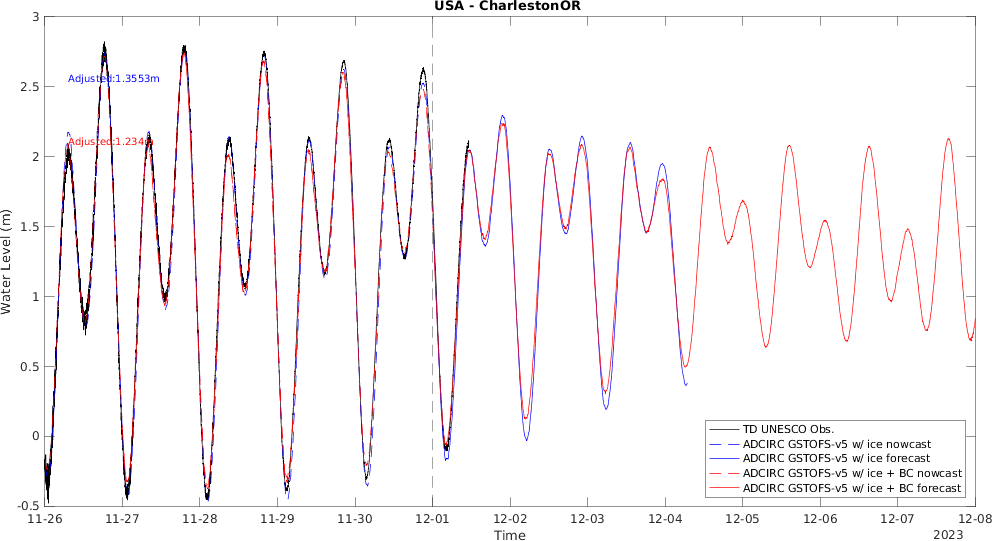 USA - CharlestonOR
3
2.5
2
1.5
1
0.5
0
-0.5
Water Level (m)
Adjusted:1.3553m
Adjusted:1.234
11-26
11-27
11-28
11-29
11-30
12-01
12-02
12-03
12-04
12-05
12-06
12-07
12-08
Time
2023
TD UNESCO Obs.
ADCIRC GSTOFS-v5 w/ ice nowcast
ADCIRC GSTOFS-v5 w/ ice forecast
ADCIRC GSTOFS-v5 w/ ice + BC nowcast
ADCIRC GSTOFS-v5 w/ ice + BC forecast